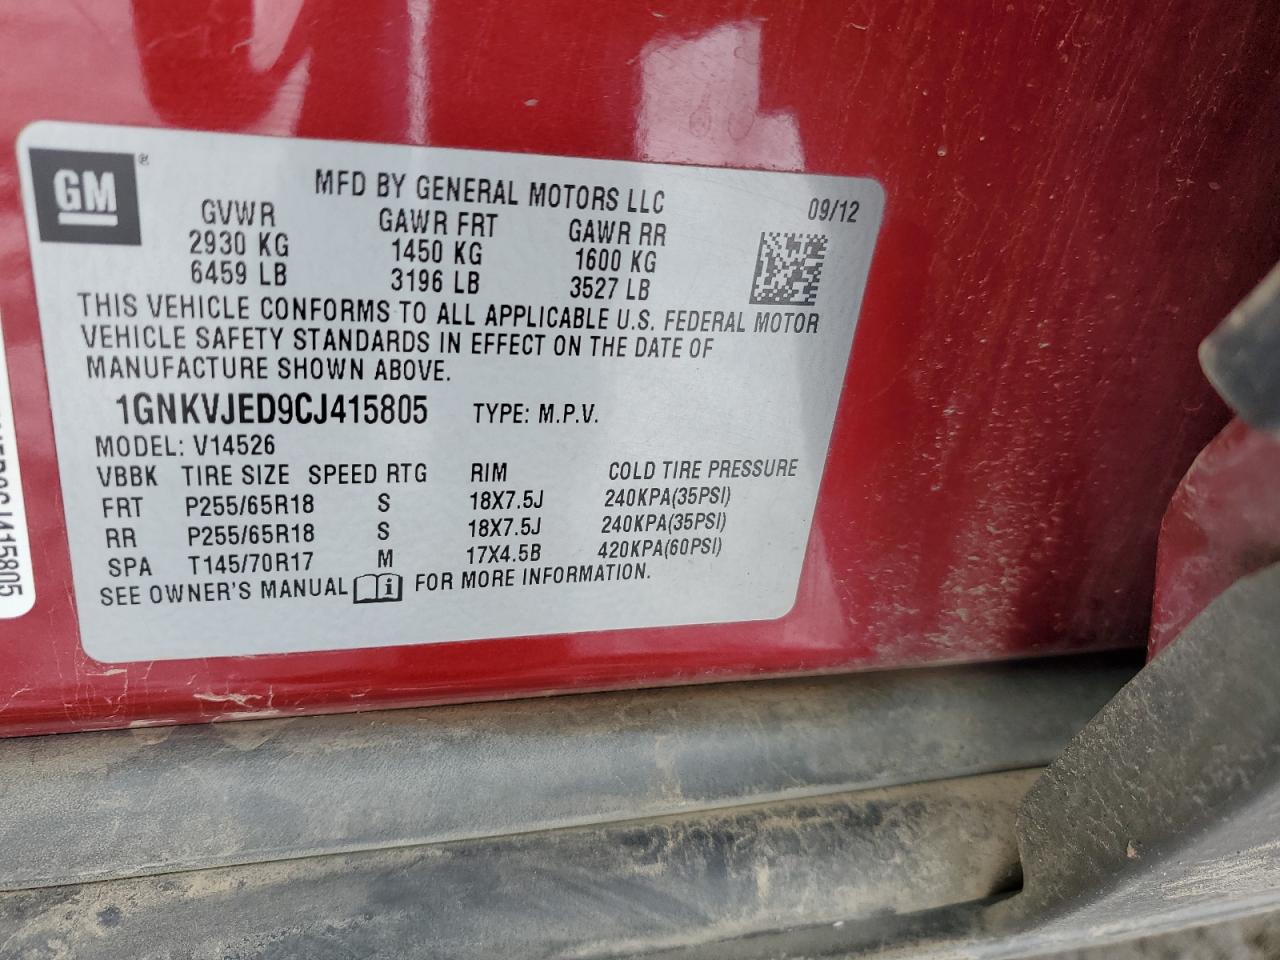 GM®
MFD BY GENERAL MOTORS LLC
09/12
GVWR GAWR FRT GAWR RR
2930 KG 1450 KG 1600 KG
6459 LB 3196 LB 3527 LB
THIS VEHICLE CONFORMS TO ALL APPLICABLE U.S. FEDERAL MOTOR
VEHICLE SAFETY STANDARDS IN EFFECT ON THE DATE OF
MANUFACTURE SHOWN ABOVE.
1GNKVJED9CJ415805 TYPE: M.P.V.
MODEL: V14526
VBBK TIRE SIZE SPEED RTG RIM COLD TIRE PRESSURE
FRT P255/65R18 S 18X7.5J 240KPA(35PSI)
RR P255/65R18 S 18X7.5J 240KPA(35PSI)
SPA T145/70R17 M 17X4.5B 420KPA(60PSI)
SEE OWNER'S MANUAL i FOR MORE INFORMATION.
J415805